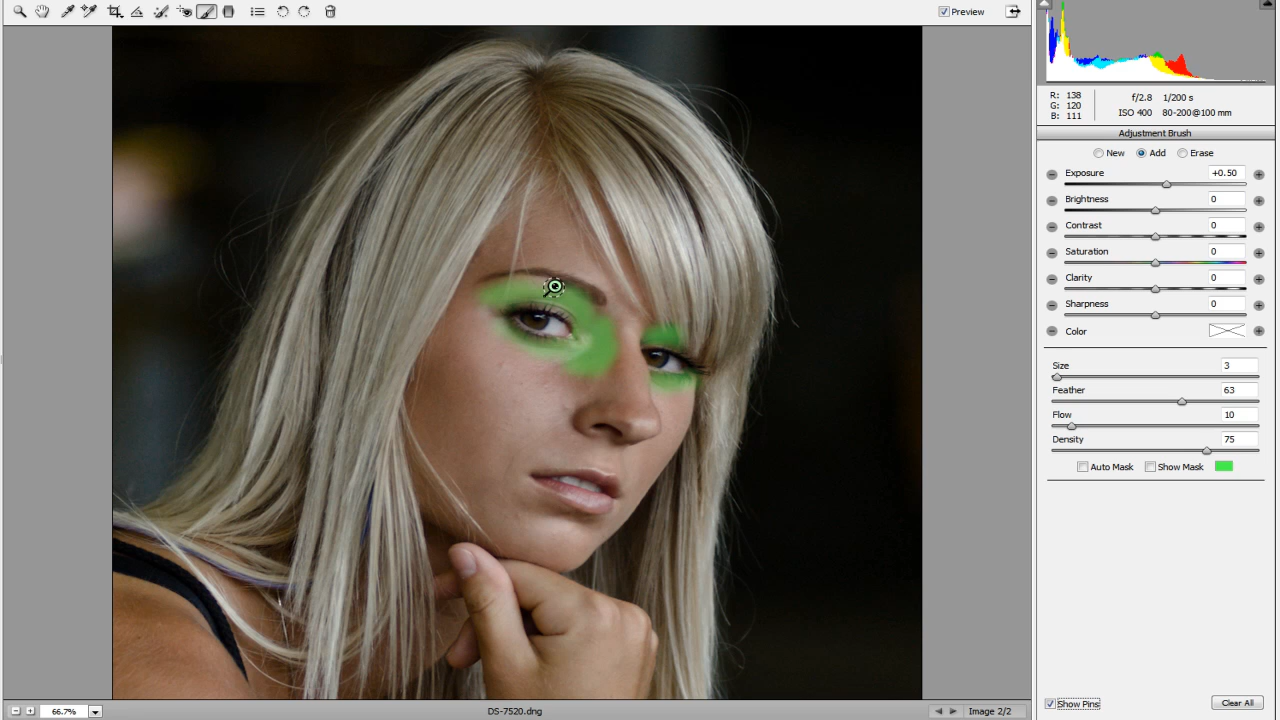 Preview
R: 138
G: 120
B: 111
f/2.8 1/200 s
ISO 400 80-200@100 mm
Adjustment Brush
New Add Erase
Exposure +0.50
Brightness 0
Contrast 0
Saturation 0
Clarity 0
Sharpness 0
Color
Size 3
Feather 63
Flow 10
Density 75
Auto Mask Show Mask
Show Pins Clear All
66.7% DS-7520.dng Image 2/2